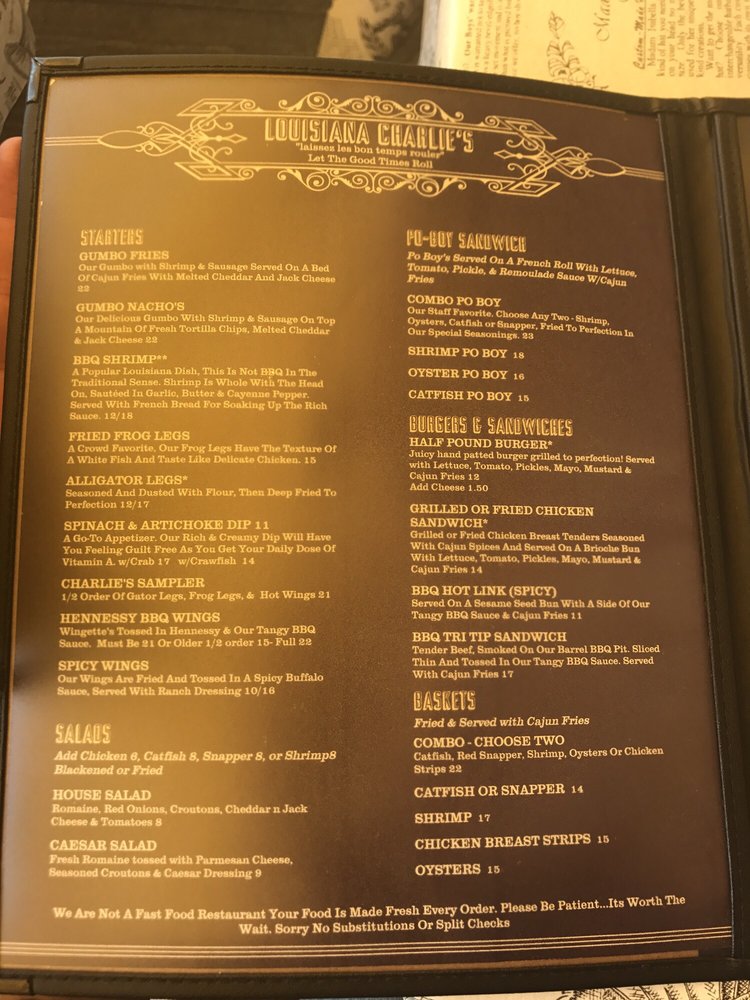 LOUISIANA CHARLIE'S
"laissez les bon temps rouler"
Let The Good Times Roll
STARTERS
GUMBO FRIES
Our Gumbo with Shrimp & Sausage Served On A Bed
Of Cajun Fries With Melted Cheddar And Jack Cheese
22
GUMBO NACHO'S
Our Delicious Gumbo With Shrimp & Sausage On Top
A Mountain Of Fresh Tortilla Chips, Melted Cheddar
& Jack Cheese 22
BBQ SHRIMP**
A Popular Louisiana Dish, This Is Not BBQ In The
Traditional Sense. Shrimp Is Whole With The Head
On, Sautéed In Garlic, Butter & Cayenne Pepper.
Served With French Bread For Soaking Up The Rich
Sauce. 12/18
FRIED FROG LEGS
A Crowd Favorite, Our Frog Legs Have The Texture Of
A White Fish And Taste Like Delicate Chicken. 15
ALLIGATOR LEGS*
Seasoned And Dusted With Flour, Then Deep Fried To
Perfection 12/17
SPINACH & ARTICHOKE DIP 11
A Go-To Appetizer. Our Rich & Creamy Dip Will Have
You Feeling Guilt Free As You Get Your Daily Dose Of
Vitamin A. w/Crab 17 w/Crawfish 14
CHARLIE'S SAMPLER
1/2 Order Of Gator Legs, Frog Legs, & Hot Wings 21
HENNESSY BBQ WINGS
Wingette's Tossed In Hennessy & Our Tangy BBQ
Sauce. Must Be 21 Or Older 1/2 order 15- Full 22
SPICY WINGS
Our Wings Are Fried And Tossed In A Spicy Buffalo
Sauce, Served With Ranch Dressing 10/16
SALADS
Add Chicken 6, Catfish 8, Snapper 8, or Shrimp8
Blackened or Fried
HOUSE SALAD
Romaine, Red Onions, Croutons, Cheddar n Jack
Cheese & Tomatoes 8
CAESAR SALAD
Fresh Romaine tossed with Parmesan Cheese,
Seasoned Croutons & Caesar Dressing 9
PO-BOY SANDWICH
Po Boy's Served On A French Roll With Lettuce,
Tomato, Pickle, & Remoulade Sauce W/Cajun
Fries
COMBO PO BOY
Our Staff Favorite. Choose Any Two - Shrimp,
Oysters, Catfish or Snapper, Fried To Perfection In
Our Special Seasonings. 23
SHRIMP PO BOY 18
OYSTER PO BOY 16
CATFISH PO BOY 15
BURGERS & SANDWICHES
HALF POUND BURGER*
Juicy hand patted burger grilled to perfection! Served
with Lettuce, Tomato, Pickles, Mayo, Mustard &
Cajun Fries 12
Add Cheese 1.50
GRILLED OR FRIED CHICKEN
SANDWICH*
Grilled or Fried Chicken Breast Tenders Seasoned
With Cajun Spices And Served On A Brioche Bun
With Lettuce, Tomato, Pickles, Mayo, Mustard &
Cajun Fries 14
BBQ HOT LINK (SPICY)
Served On A Sesame Seed Bun With A Side Of Our
Tangy BBQ Sauce & Cajun Fries 11
BBQ TRI TIP SANDWICH
Tender Beef, Smoked On Our Barrel BBQ Pit. Sliced
Thin And Tossed In Our Tangy BBQ Sauce. Served
With Cajun Fries 17
BASKETS
Fried & Served with Cajun Fries
COMBO - CHOOSE TWO
Catfish, Red Snapper, Shrimp, Oysters Or Chicken
Strips 22
CATFISH OR SNAPPER 14
SHRIMP 17
CHICKEN BREAST STRIPS 15
OYSTERS 15
We Are Not A Fast Food Restaurant Your Food Is Made Fresh Every Order. Please Be Patient...Its Worth The
Wait. Sorry No Substitutions Or Split Checks